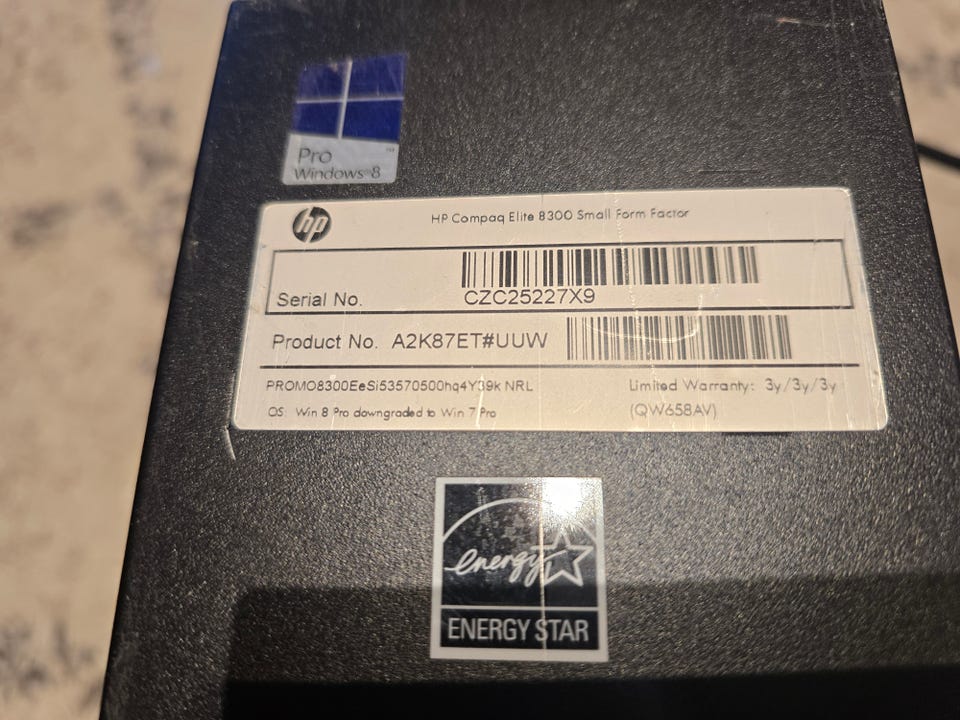 Pro
Windows 8
hp
HP Compaq Elite 8300 Small Form Factor
Serial No. CZC25227X9
Product No. A2K87ET#UUW
PROMO8300EeSi53570500hq4Y39k NRL Limited Warranty: 3y/3y/3y
OS: Win 8 Pro downgraded to Win 7 Pro (QW658AV)
energy
ENERGY STAR